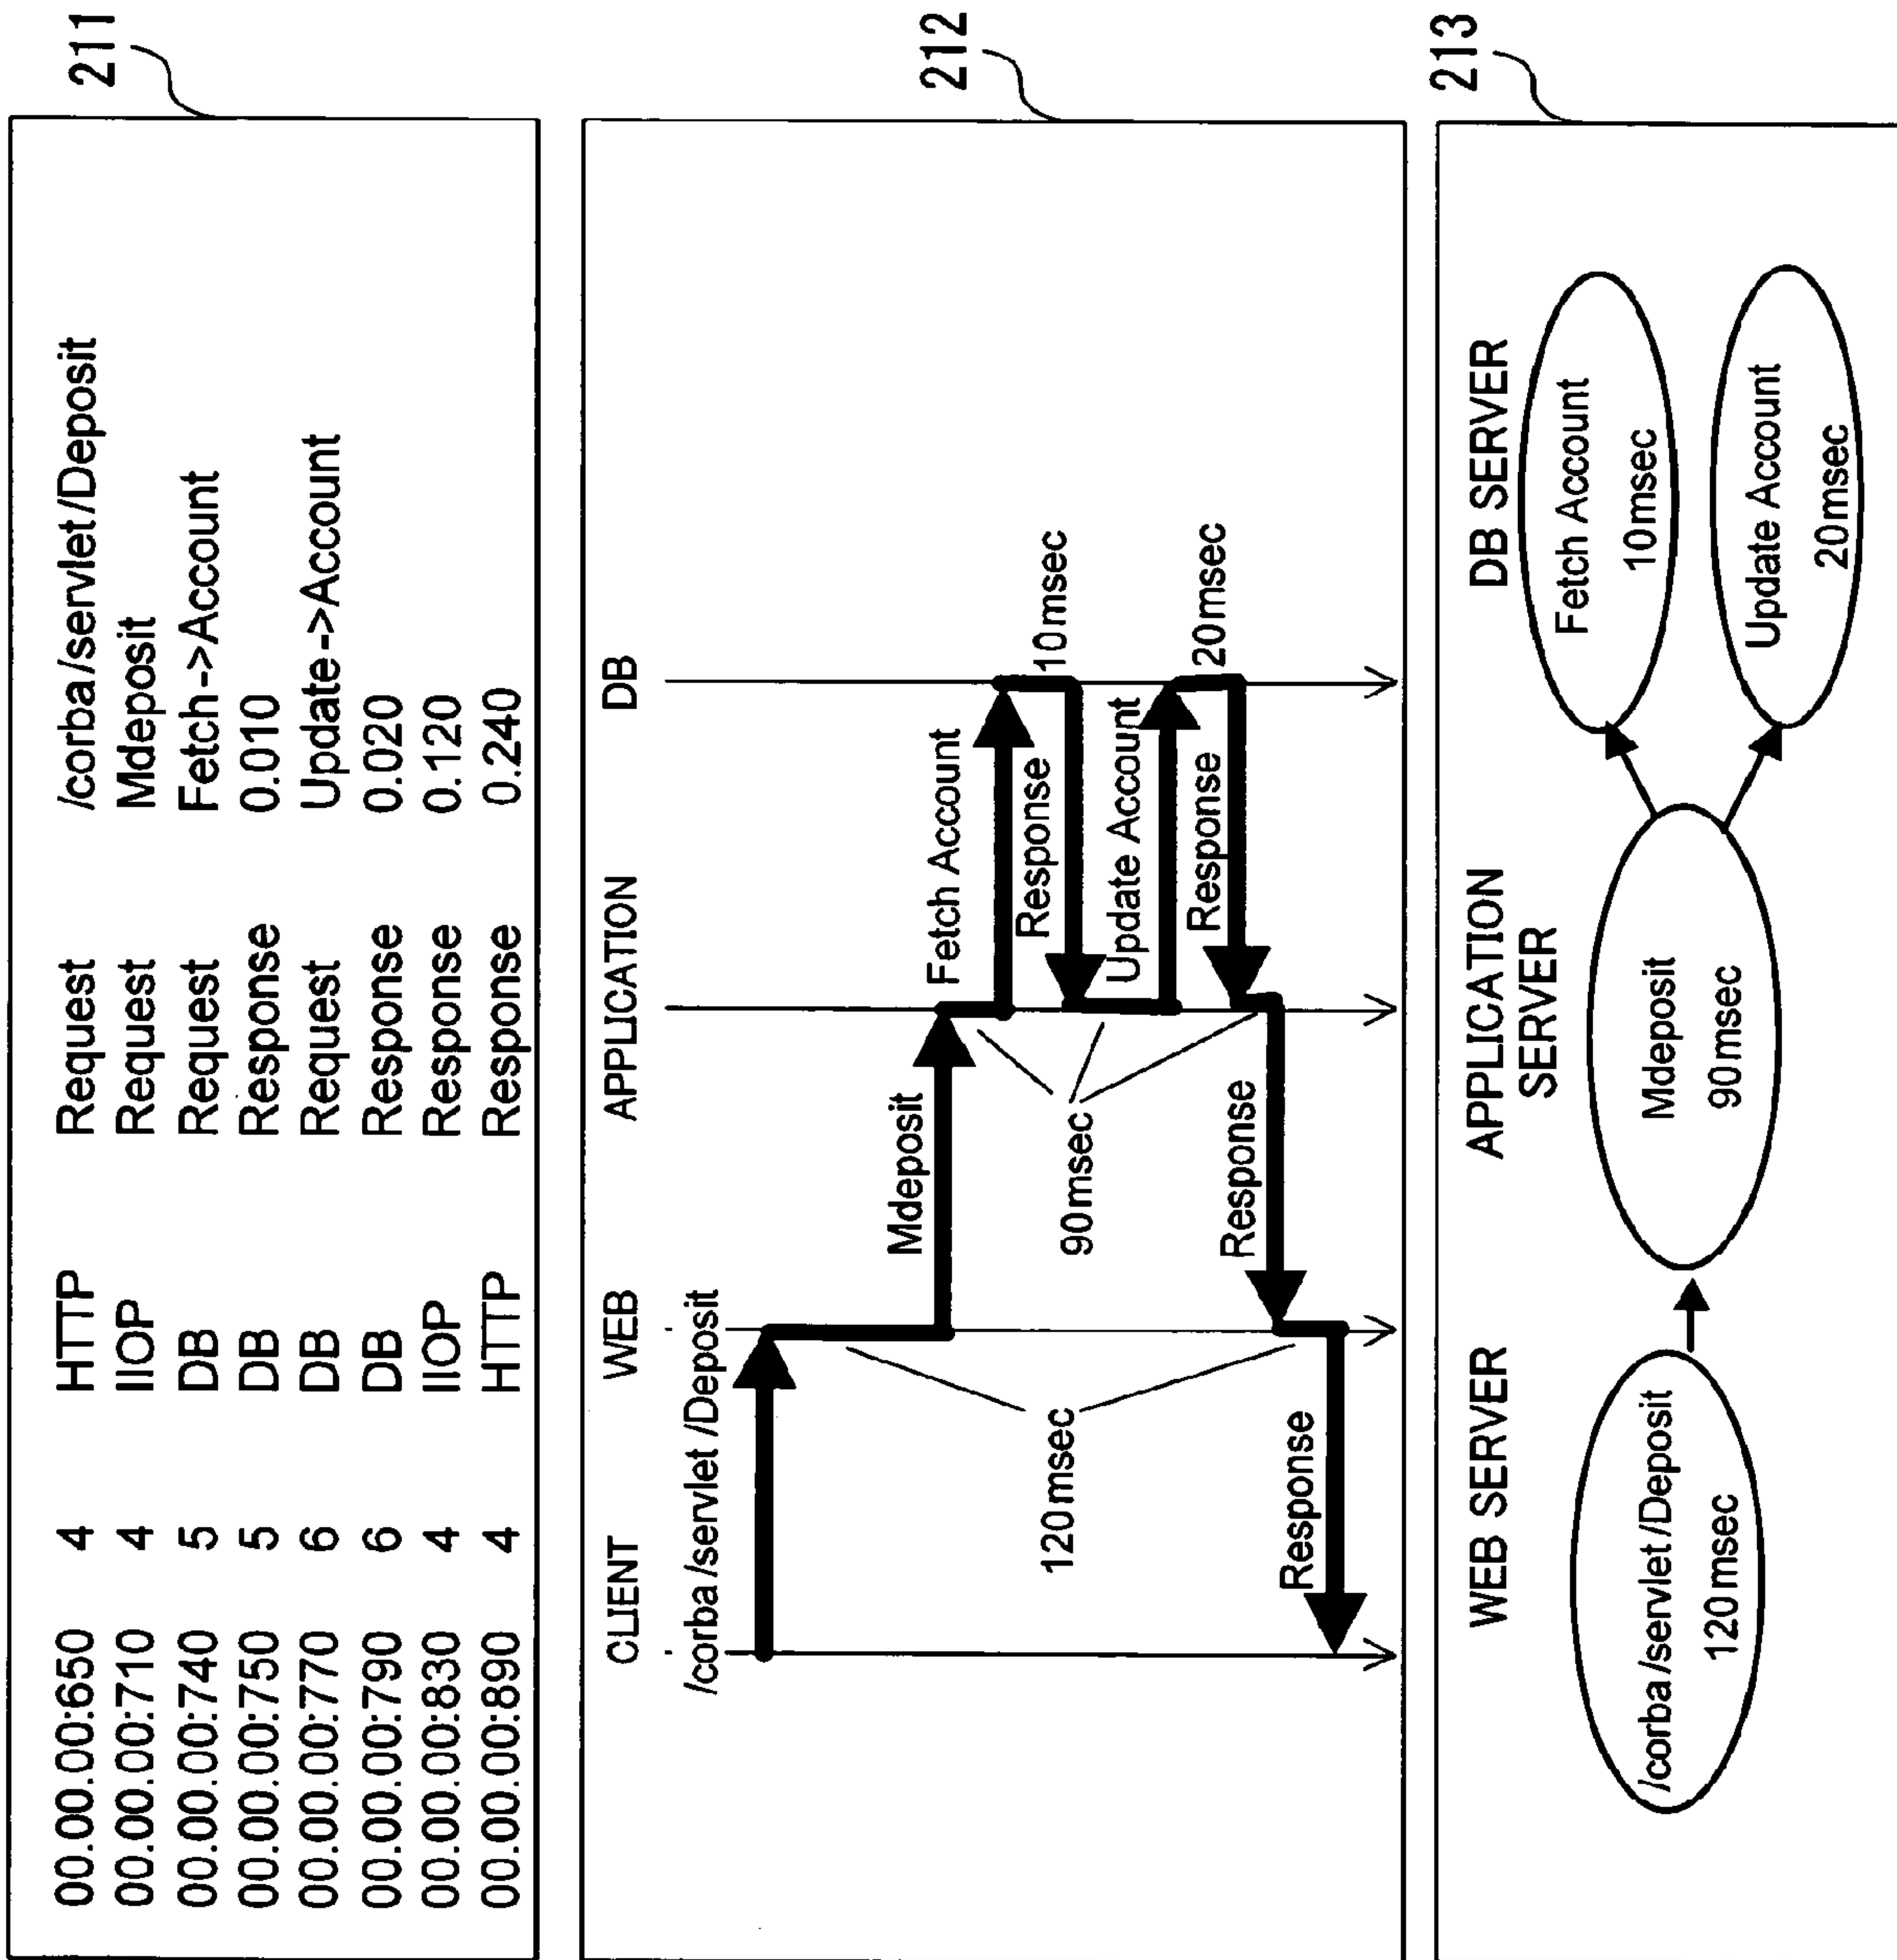 211
00.00.00:650 4 HTTP Request /corba/servlet/Deposit
00.00.00:710 4 IIOP Request Mdeposit
00.00.00:740 5 DB Request Fetch->Account
00.00.00:750 5 DB Response 0.010
00.00.00:770 6 DB Request Update->Account
00.00.00:790 6 DB Response 0.020
00.00.00:830 4 IIOP Response 0.120
00.00.00:890 4 HTTP Response 0.240
212
CLIENT WEB APPLICATION DB
/corba/servlet/Deposit
Mdeposit
Fetch Account
Response
10msec
90msec
120msec
Update Account
Response
20msec
Response
Response
213
WEB SERVER
APPLICATION
SERVER
DB SERVER
/corba/servlet/Deposit
120msec
Mdeposit
90msec
Fetch Account
10msec
Update Account
20msec